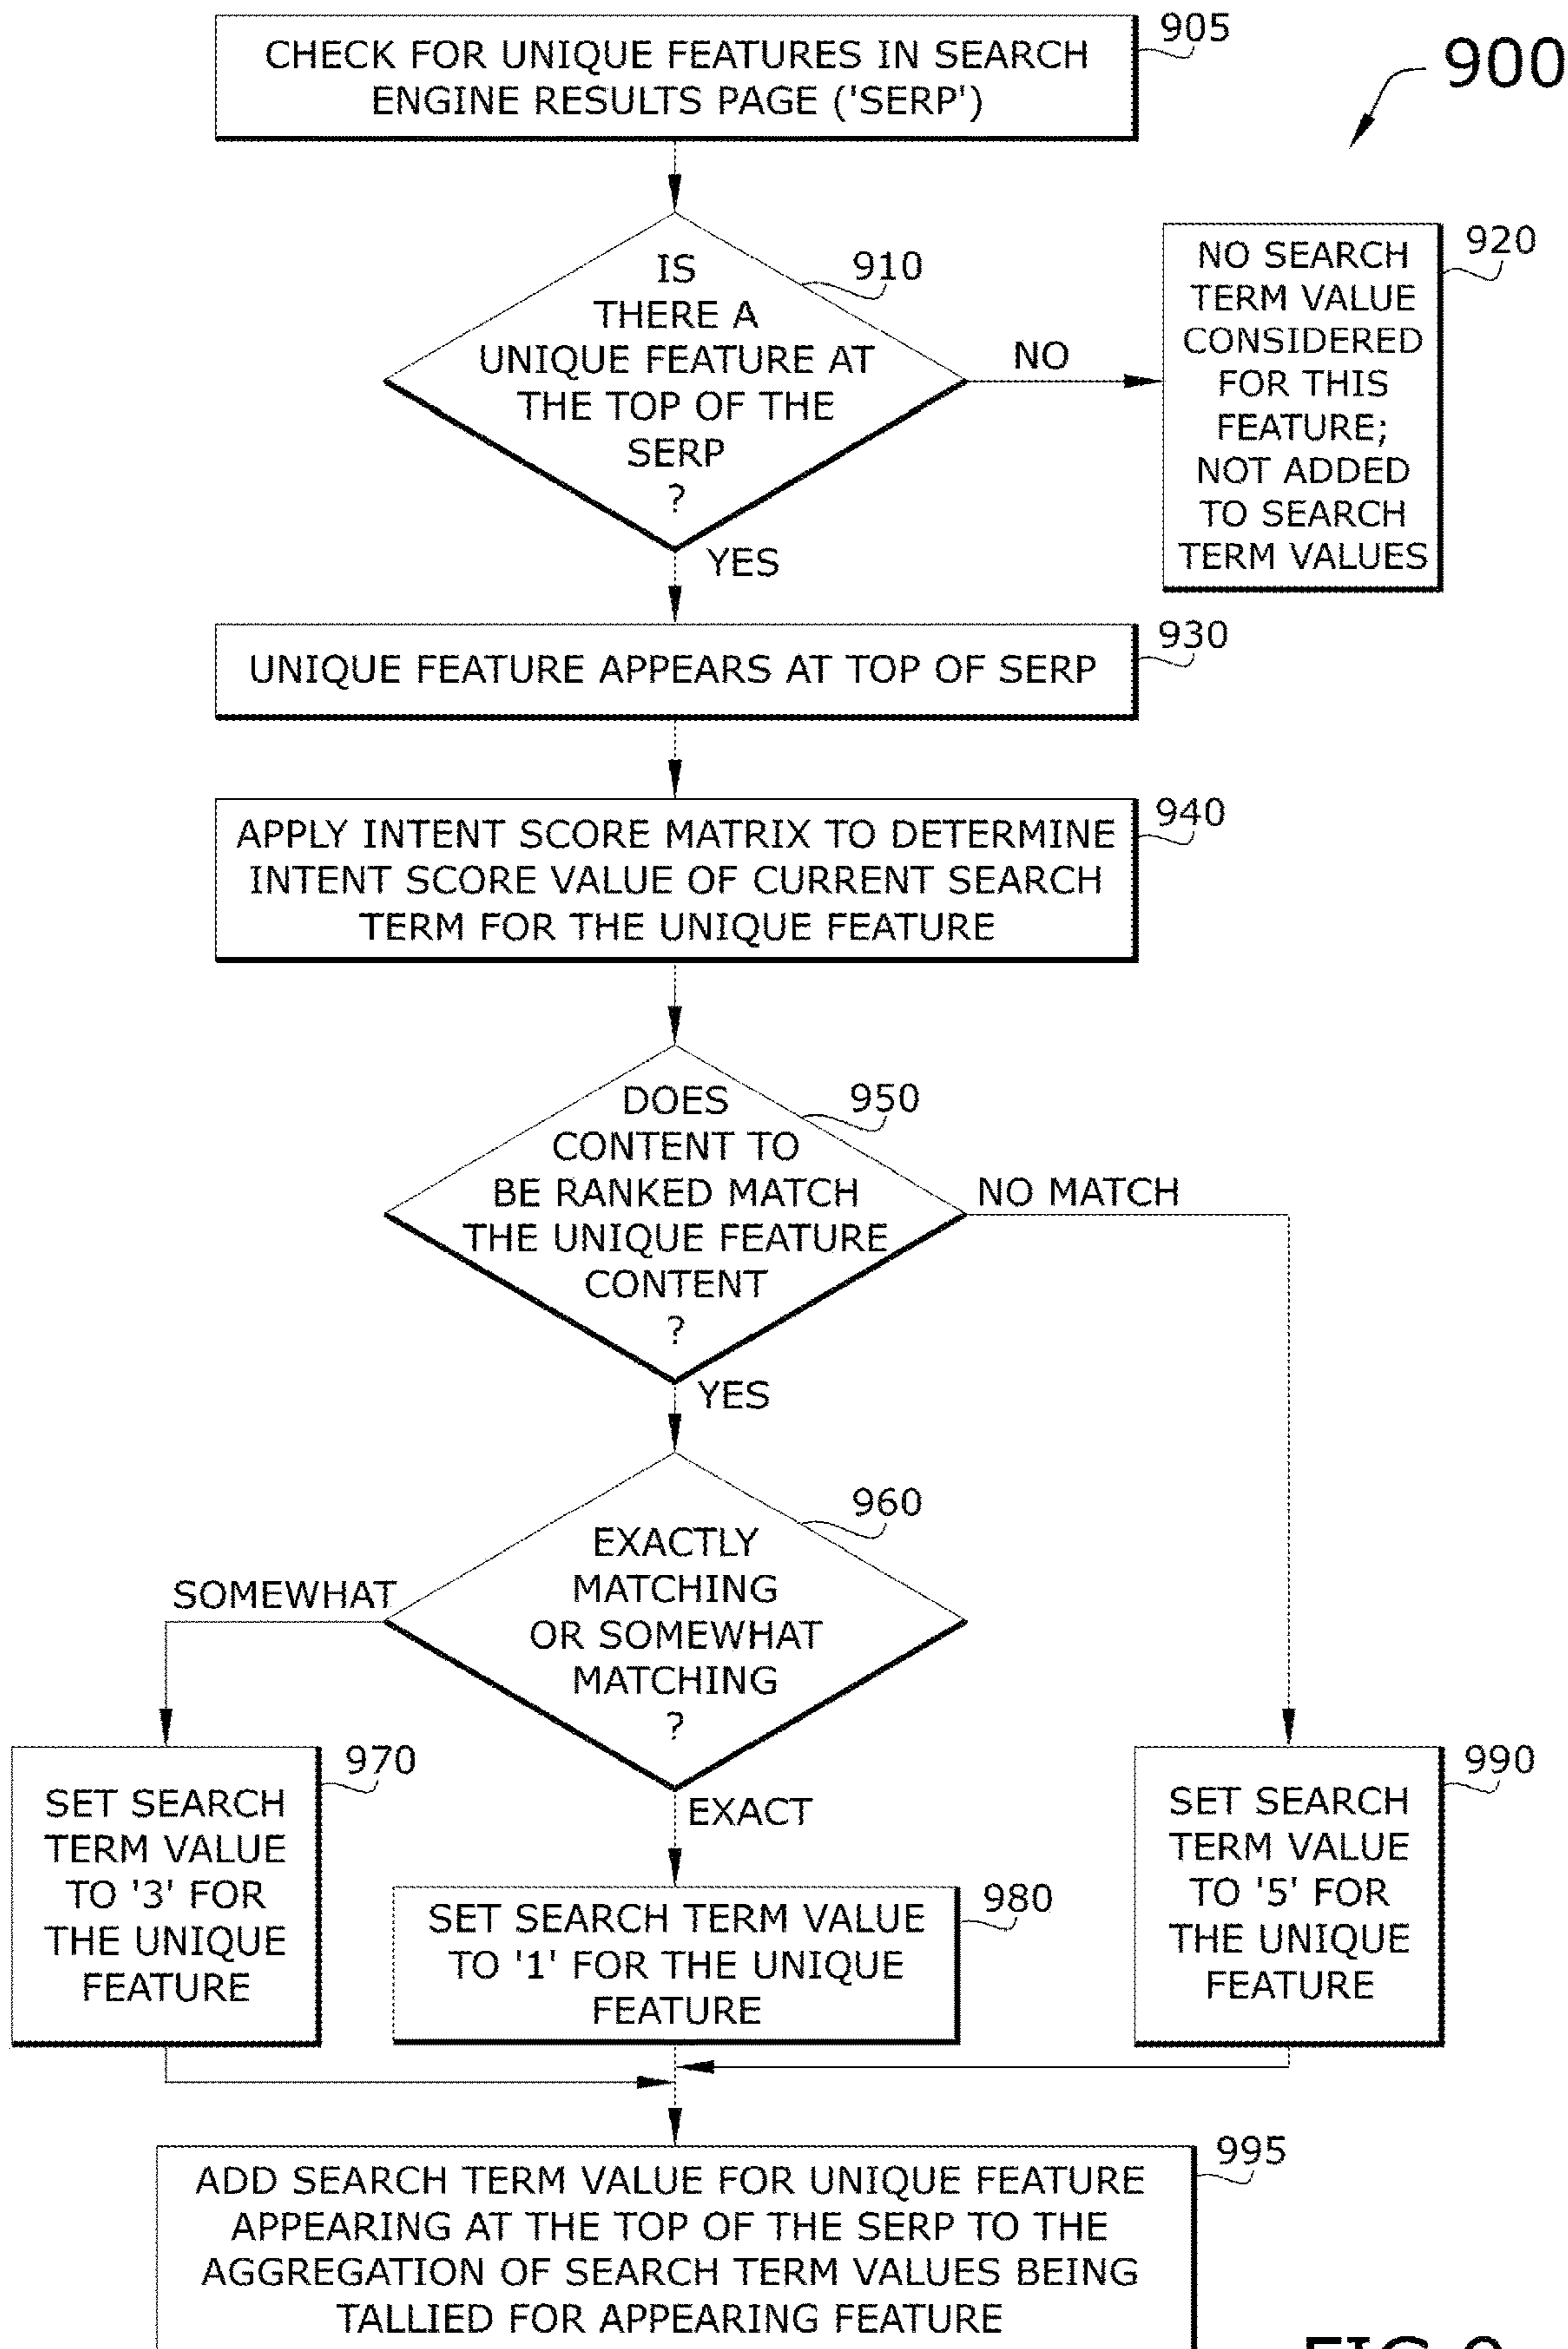 CHECK FOR UNIQUE FEATURES IN SEARCH
ENGINE RESULTS PAGE ('SERP')
905
900
IS
THERE A
UNIQUE FEATURE AT
THE TOP OF THE
SERP
?
910
NO
YES
NO SEARCH
TERM VALUE
CONSIDERED
FOR THIS
FEATURE;
NOT ADDED
TO SEARCH
TERM VALUES
920
UNIQUE FEATURE APPEARS AT TOP OF SERP
930
APPLY INTENT SCORE MATRIX TO DETERMINE
INTENT SCORE VALUE OF CURRENT SEARCH
TERM FOR THE UNIQUE FEATURE
940
DOES
CONTENT TO
BE RANKED MATCH
THE UNIQUE FEATURE
CONTENT
?
950
NO MATCH
YES
EXACTLY
MATCHING
OR SOMEWHAT
MATCHING
?
960
SOMEWHAT
EXACT
SET SEARCH
TERM VALUE
TO '3' FOR
THE UNIQUE
FEATURE
970
SET SEARCH TERM VALUE
TO '1' FOR THE UNIQUE
FEATURE
980
SET SEARCH
TERM VALUE
TO '5' FOR
THE UNIQUE
FEATURE
990
ADD SEARCH TERM VALUE FOR UNIQUE FEATURE
APPEARING AT THE TOP OF THE SERP TO THE
AGGREGATION OF SEARCH TERM VALUES BEING
TALLIED FOR APPEARING FEATURE
995